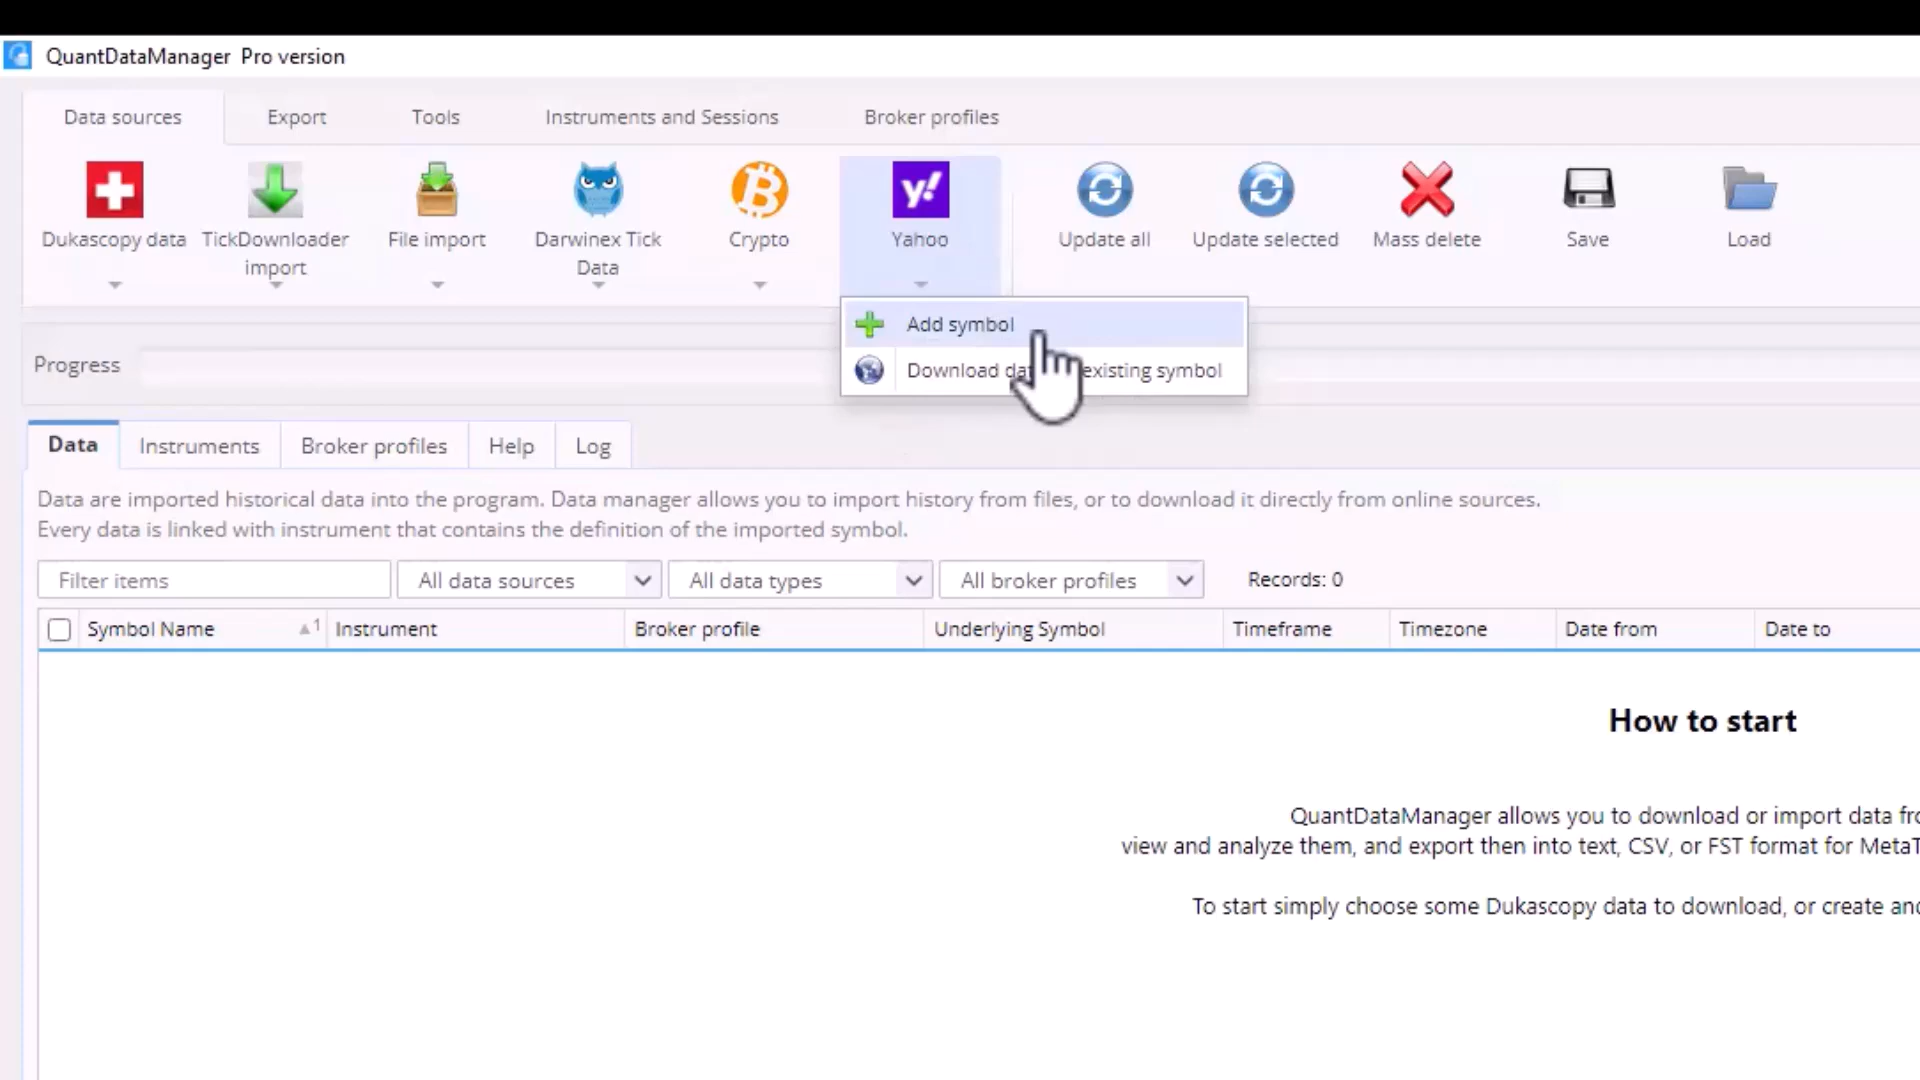 QuantDataManager Pro version
Data sources
Export
Tools
Instruments and Sessions
Broker profiles
y!
Dukascopy data
TickDownloader
import
File import
Darwinex Tick
Data
Crypto
Yahoo
Update all
Update selected
Mass delete
Save
Load
Add symbol
Download existing symbol
Progress
Data
Instruments
Broker profiles
Help
Log
Data are imported historical data into the program. Data manager allows you to import history from files, or to download it directly from online sources.
Every data is linked with instrument that contains the definition of the imported symbol.
Filter items
All data sources
All data types
All broker profiles
Records: 0
Symbol Name
1
Instrument
Broker profile
Underlying Symbol
Timeframe
Timezone
Date from
Date to
How to start
QuantDataManager allows you to download or import data
view and analyze them, and export then into text, CSV, or FST format for
To start simply choose some Dukascopy data to download, or create